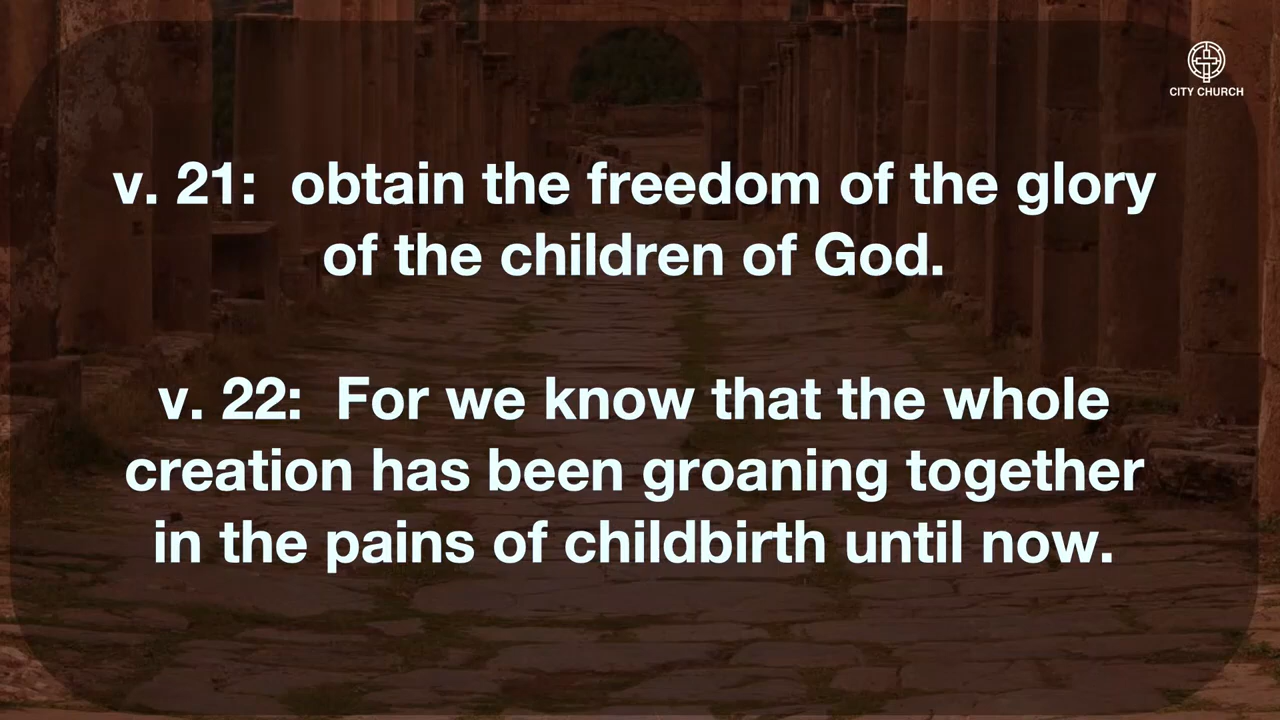 CITY CHURCH
v. 21:  obtain the freedom of the glory
of the children of God.
v. 22:  For we know that the whole
creation has been groaning together
in the pains of childbirth until now.